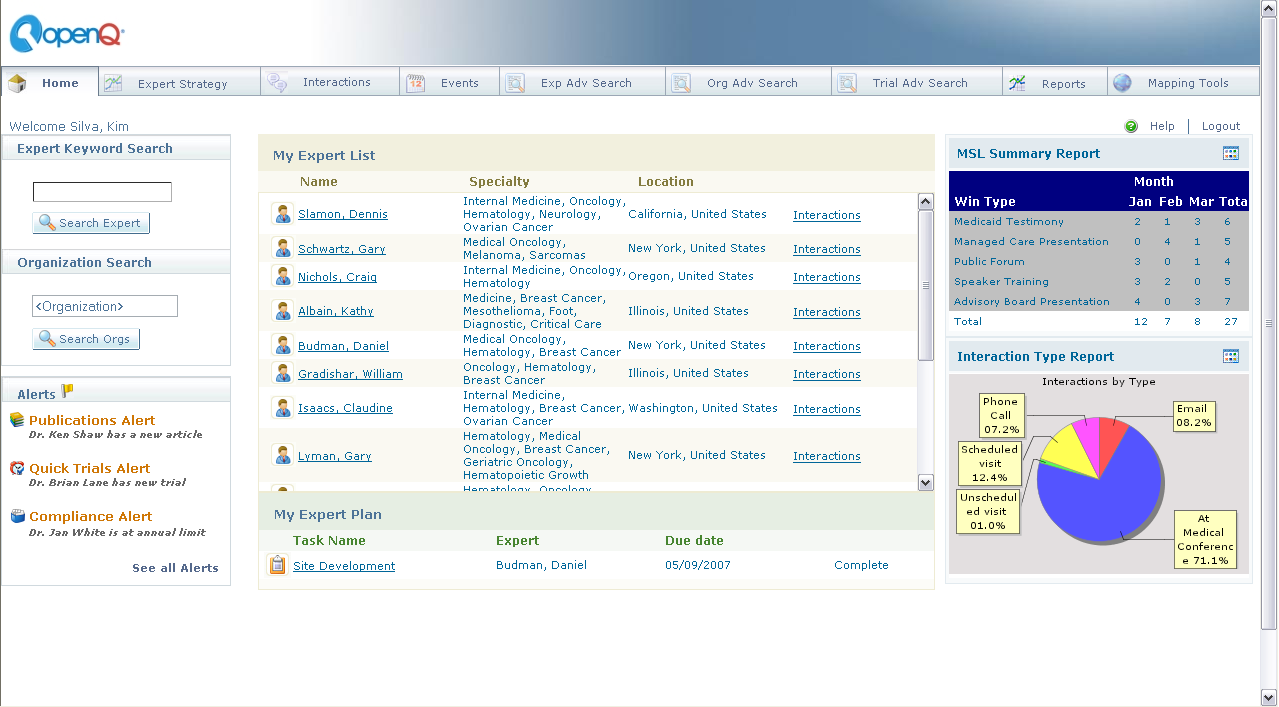 openQ
Home
Expert Strategy
Interactions
Events
Exp Adv Search
Org Adv Search
Trial Adv Search
Reports
Mapping Tools
Welcome Silva, Kim
Help
Logout
Expert Keyword Search
Search Expert
Organization Search
<Organization>
Search Orgs
Alerts
Publications Alert
Dr. Ken Shaw has a new article
Quick Trials Alert
Dr. Brian Lane has new trial
Compliance Alert
Dr. Jan White is at annual limit
See all Alerts
My Expert List
Name Specialty Location
Slamon, Dennis
Internal Medicine, Oncology,
Hematology, Neurology,
Ovarian Cancer
California, United States
Interactions
Schwartz, Gary
Medical Oncology,
Melanoma, Sarcomas
New York, United States
Interactions
Nichols, Craig
Internal Medicine, Oncology,
Hematology
Oregon, United States
Interactions
Albain, Kathy
Medicine, Breast Cancer,
Mesothelioma, Foot,
Diagnostic, Critical Care
Illinois, United States
Interactions
Budman, Daniel
Medical Oncology,
Hematology, Breast Cancer
New York, United States
Interactions
Gradishar, William
Oncology, Hematology,
Breast Cancer
Illinois, United States
Interactions
Isaacs, Claudine
Internal Medicine,
Hematology, Breast Cancer,
Ovarian Cancer
Washington, United States
Interactions
Lyman, Gary
Hematology, Medical
Oncology, Breast Cancer,
Geriatric Oncology,
Hematopoietic Growth
New York, United States
Interactions
Hematology, Oncology,
My Expert Plan
Task Name Expert Due date
Site Development Budman, Daniel 05/09/2007 Complete
MSL Summary Report
Month
Win Type Jan Feb Mar Tota
Medicaid Testimony 2 1 3 6
Managed Care Presentation 0 4 1 5
Public Forum 3 0 1 4
Speaker Training 3 2 0 5
Advisory Board Presentation 4 0 3 7
Total 12 7 8 27
Interaction Type Report
Interactions by Type
Phone
Call
07.2%
Email
08.2%
Scheduled
visit
12.4%
Unschedul
ed visit
01.0%
At
Medical
Conferenc
e 71.1%